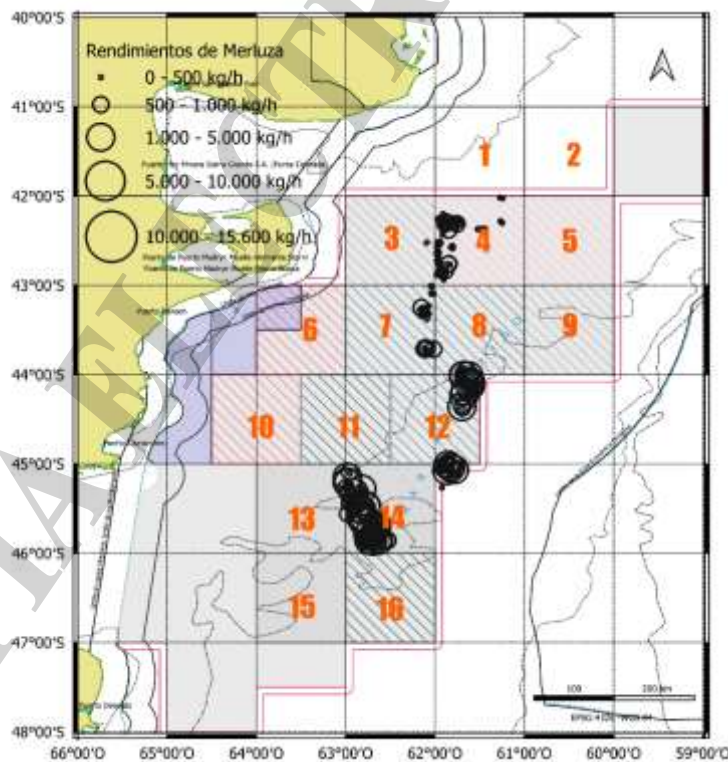 40°00'S
Rendimientos de Merluza
0 - 500 kg/h
41°00'S
500 - 1.000 kg/h
1.000 - 5.000 kg/h
1
2
42°00'S
5.000 - 10.000 kg/h
10.000 - 15.600 kg/h
3
4
5
43°00'S
6
7
8
9
44°00'S
10
11
12
45°00'S
13
14
46°00'S
15
16
47°00'S
100
200 km
48°00'S
66°00'O
65°00'O
64°00'O
63°00'O
62°00'O
61°00'O
60°00'O
59°00'O